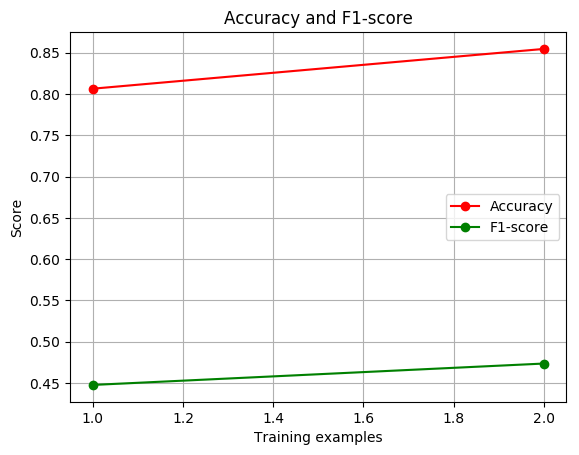 Accuracy and F1-score
0.85
0.80
0.75
0.70
0.65
0.60
0.55
0.50
0.45
Score
Accuracy
F1-score
1.0 1.2 1.4 1.6 1.8 2.0
Training examples